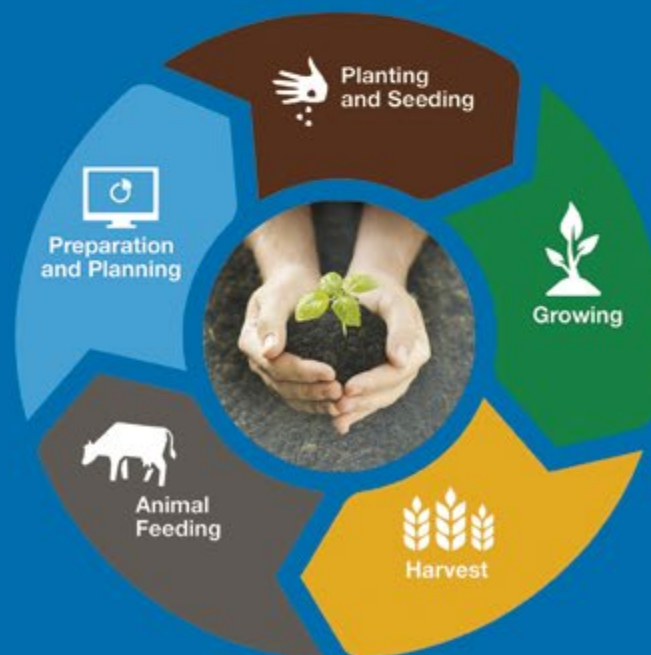 Planting
and Seeding
Growing
Harvest
Animal
Feeding
Preparation
and Planning